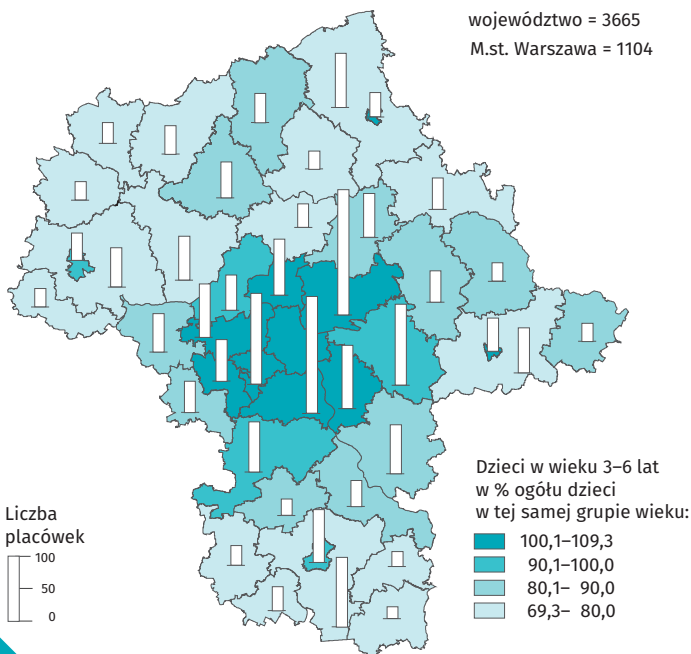 województwo = 3665
M.st. Warszawa = 1104
Dzieci w wieku 3–6 lat
w % ogółu dzieci
w tej samej grupie wieku:
100,1–109,3
90,1–100,0
80,1– 90,0
69,3– 80,0
Liczba
placówek
100
50
0